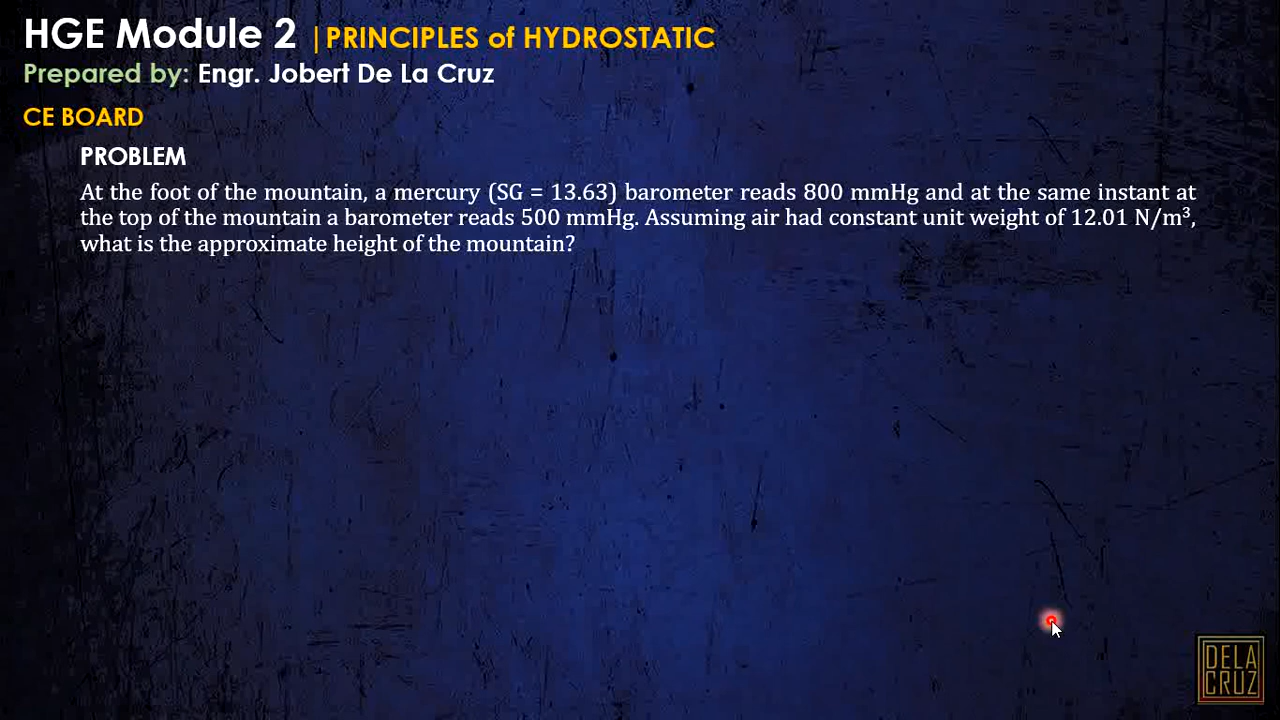 HGE Module 2 | PRINCIPLES of HYDROSTATIC
Prepared by: Engr. Jobert De La Cruz
CE BOARD
PROBLEM
At the foot of the mountain, a mercury (SG = 13.63) barometer reads 800 mmHg and at the same instant at
the top of the mountain a barometer reads 500 mmHg. Assuming air had constant unit weight of 12.01 N/m³,
what is the approximate height of the mountain?
DELA
CRUZ